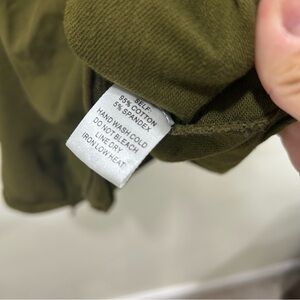 SELF:
95% COTTON
5% SPANDEX
HAND WASH COLD
DO NOT BLEACH
LINE DRY
IRON LOW HEAT